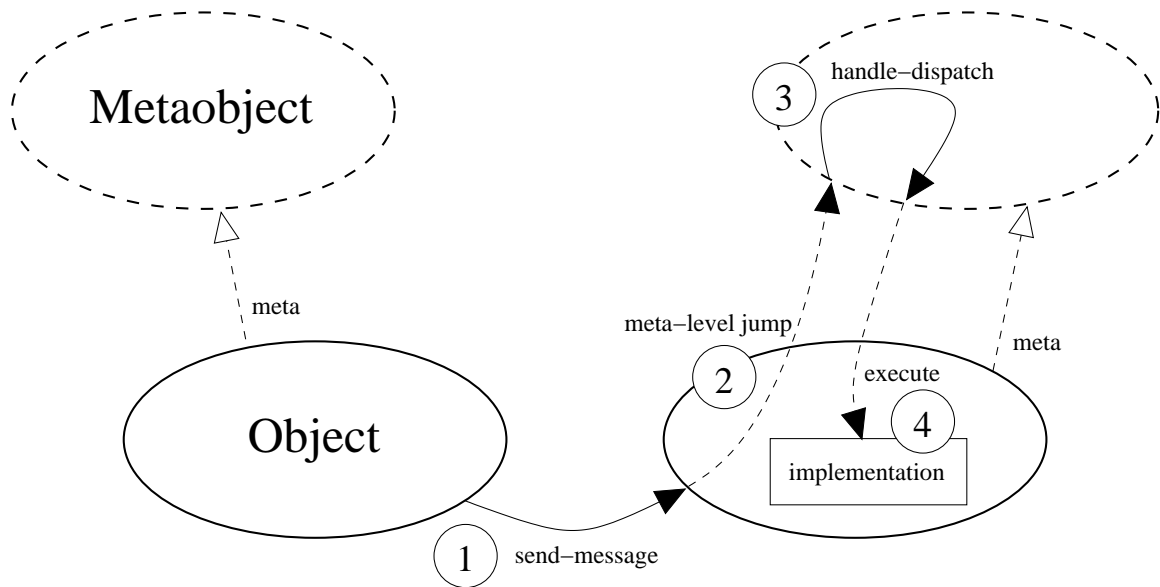 handle−dispatch
3
Metaobject
meta
meta−level jump
meta
2
execute
4
Object
implementation
1
send−message